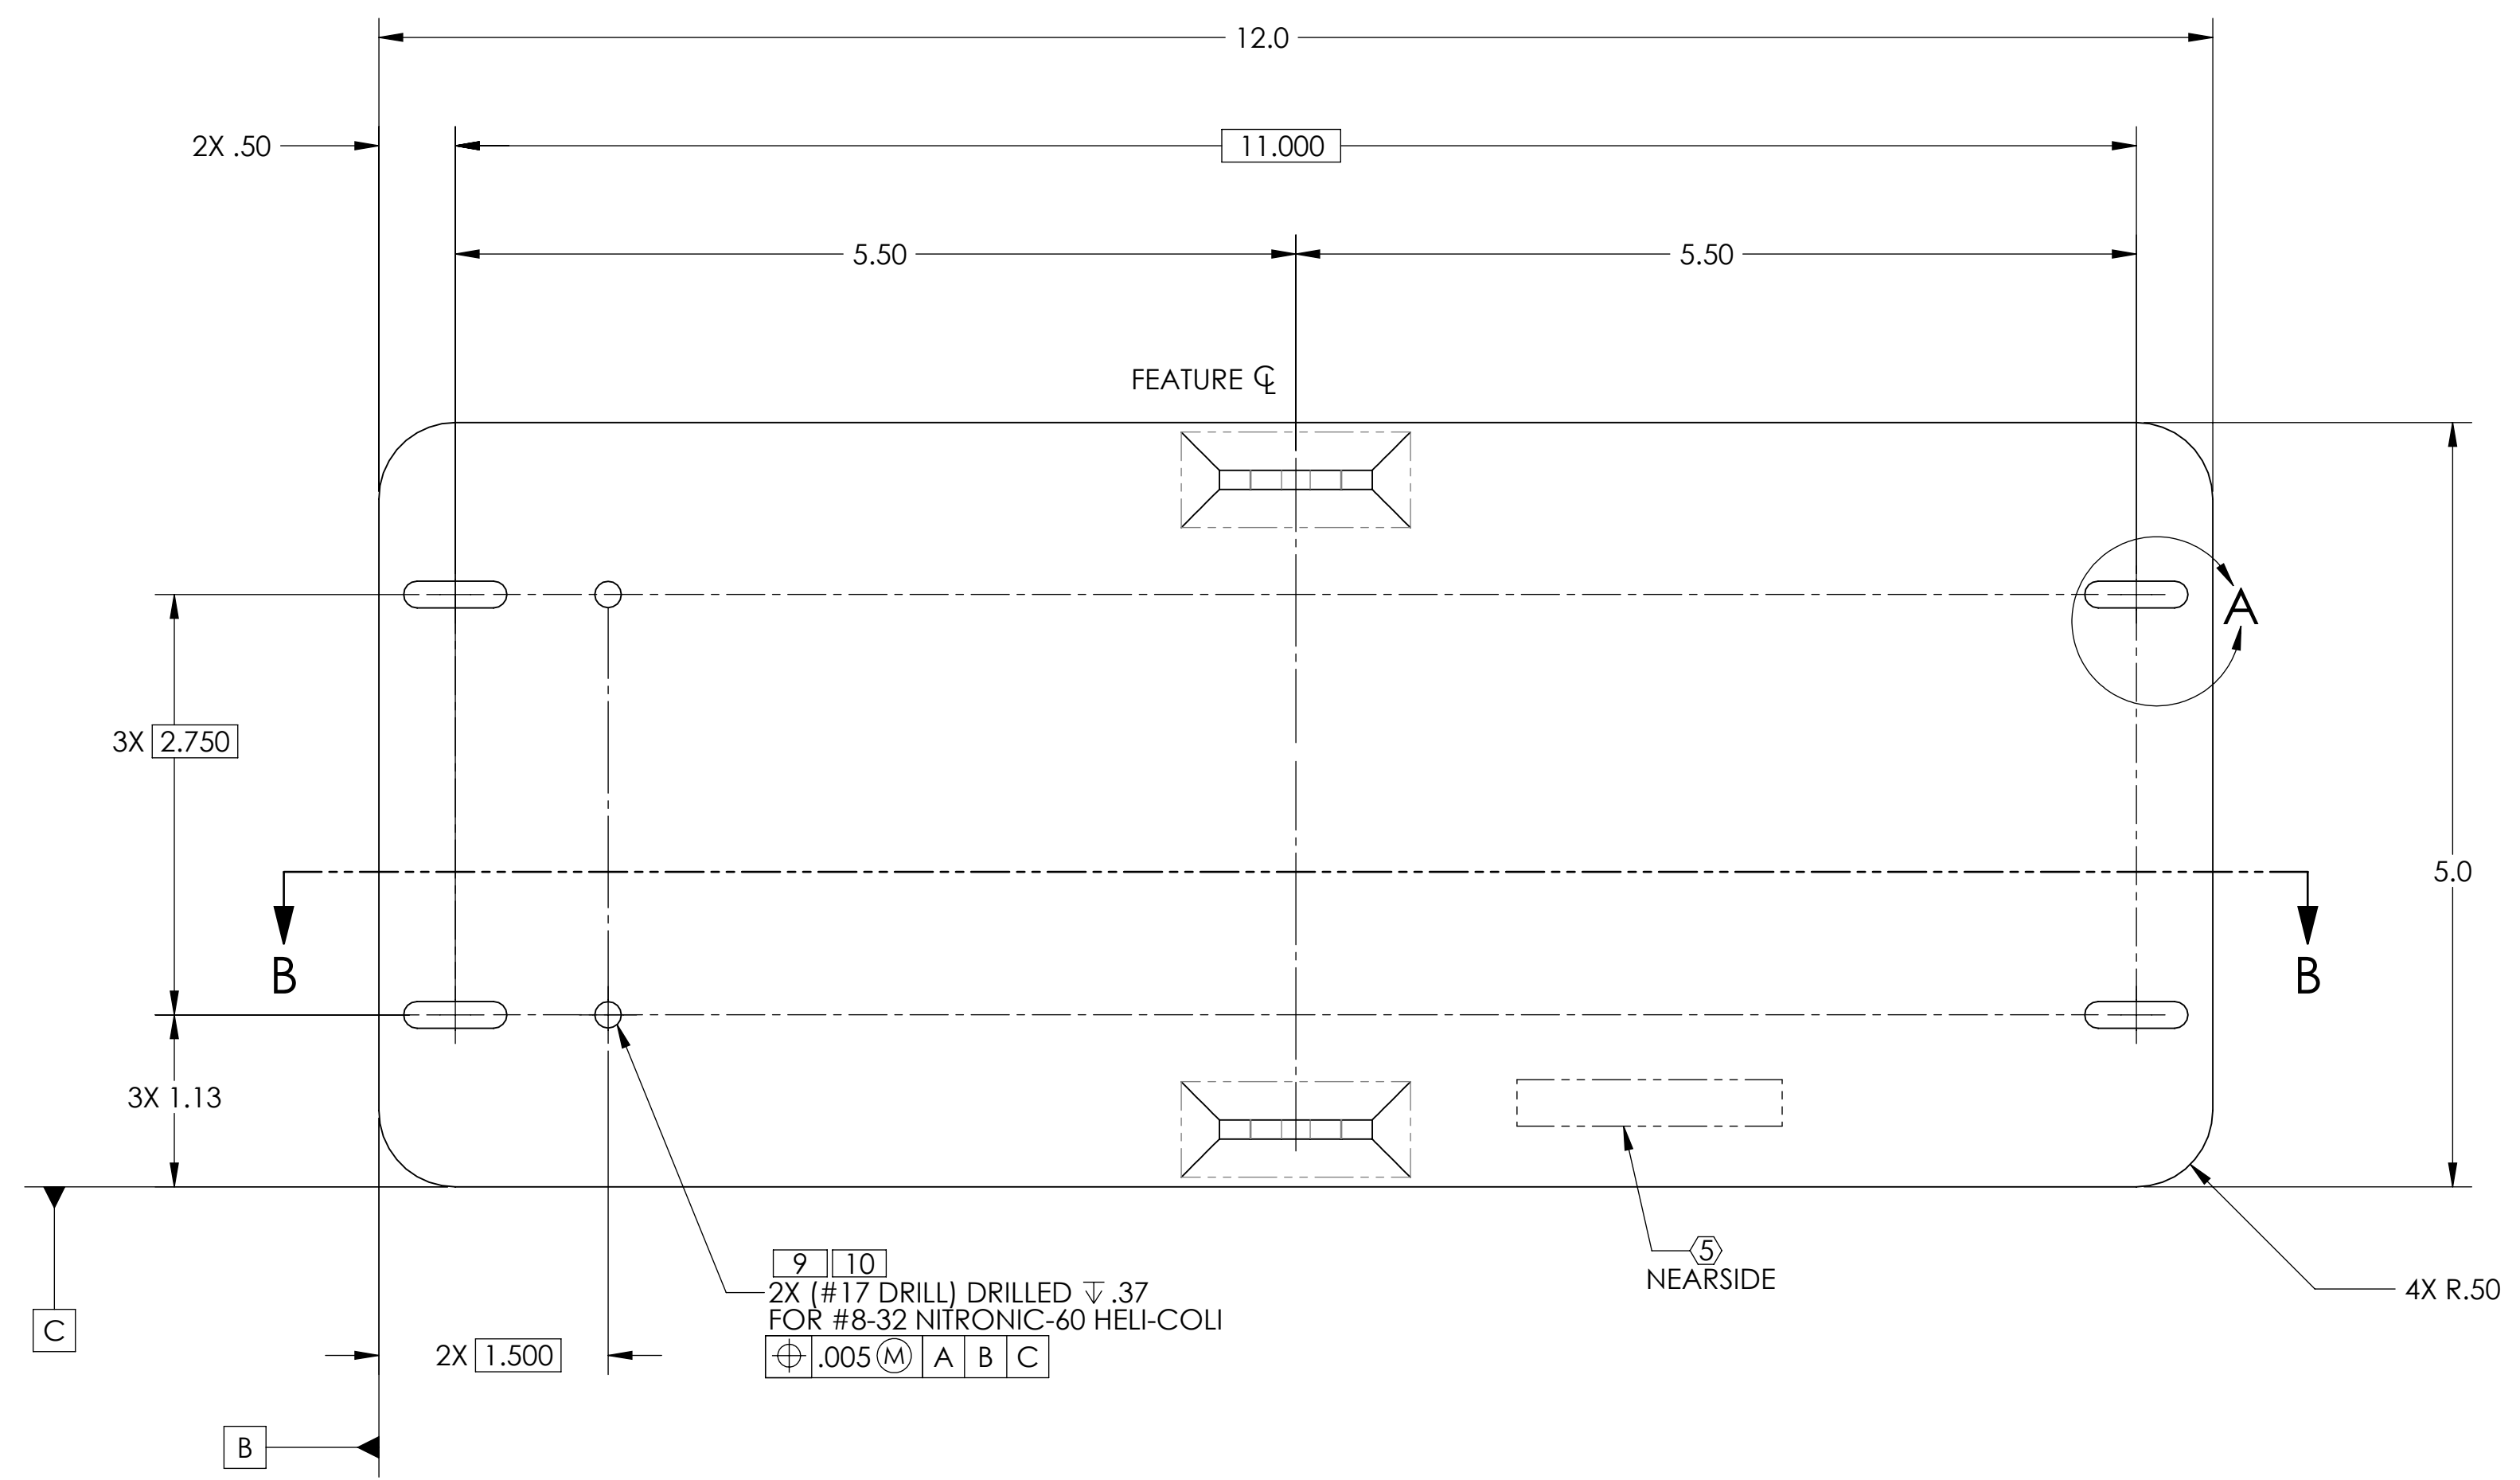 12.0
2X .50
11.000
5.50
5.50
FEATURE ℄
A
3X 2.750
5.0
B
B
3X 1.13
9 10
2X (#17 DRILL) DRILLED ↧ .37
FOR #8-32 NITRONIC-60 HELI-COLI
⌖ .005 Ⓜ A B C
5
NEARSIDE
4X R.50
C
2X 1.500
B